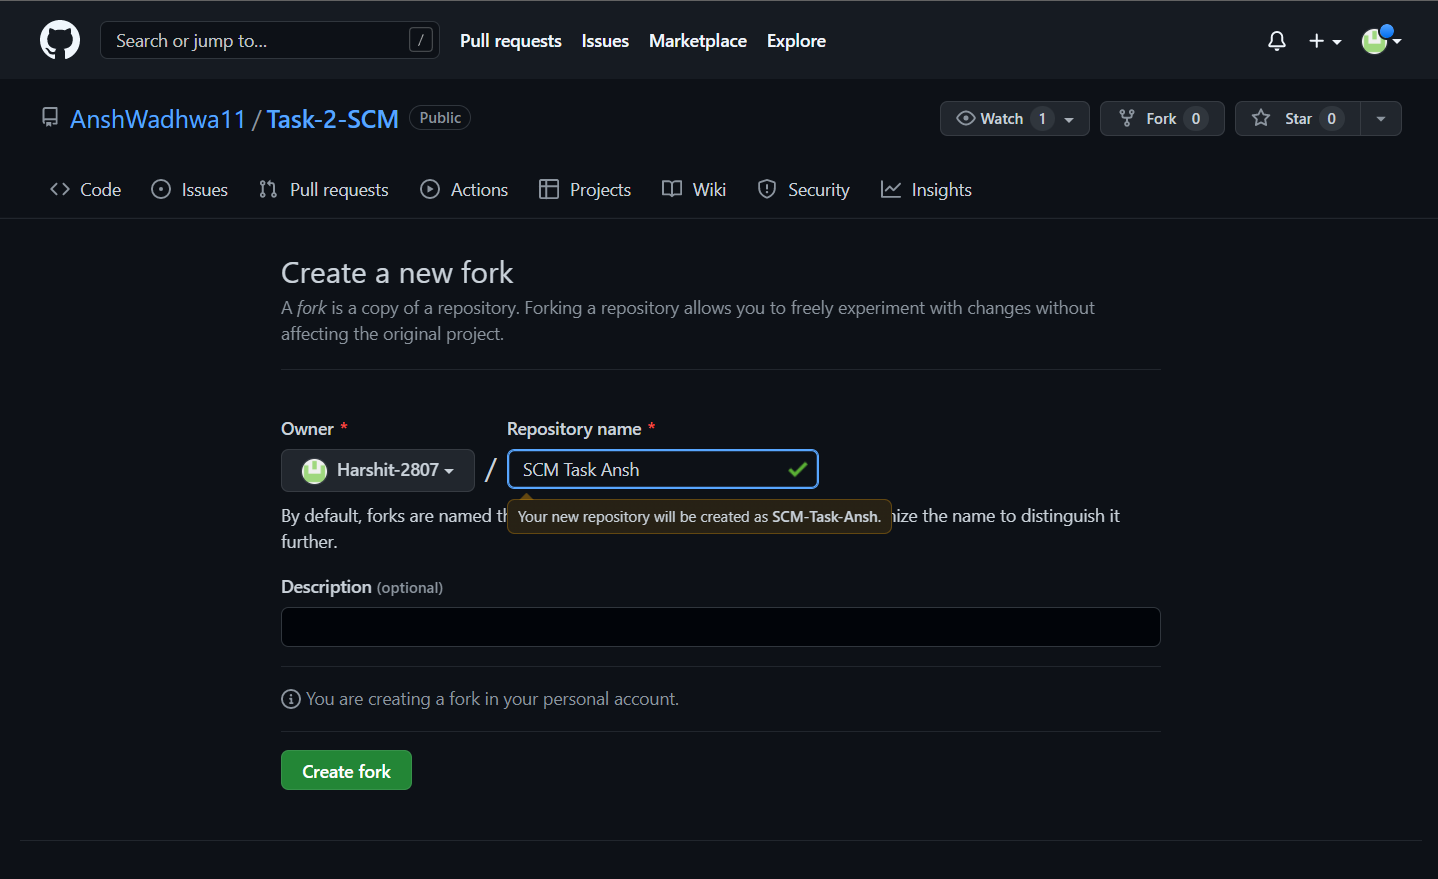 Search or jump to... /
Pull requests Issues Marketplace Explore
AnshWadhwa11 / Task-2-SCM Public
Watch 1 Fork 0 Star 0
Code Issues Pull requests Actions Projects Wiki Security Insights
Create a new fork
A fork is a copy of a repository. Forking a repository allows you to freely experiment with changes without
affecting the original project.
Owner * Repository name *
Harshit-2807 / SCM Task Ansh
Your new repository will be created as SCM-Task-Ansh.
By default, forks are named the name to distinguish it
further.
Description (optional)
You are creating a fork in your personal account.
Create fork